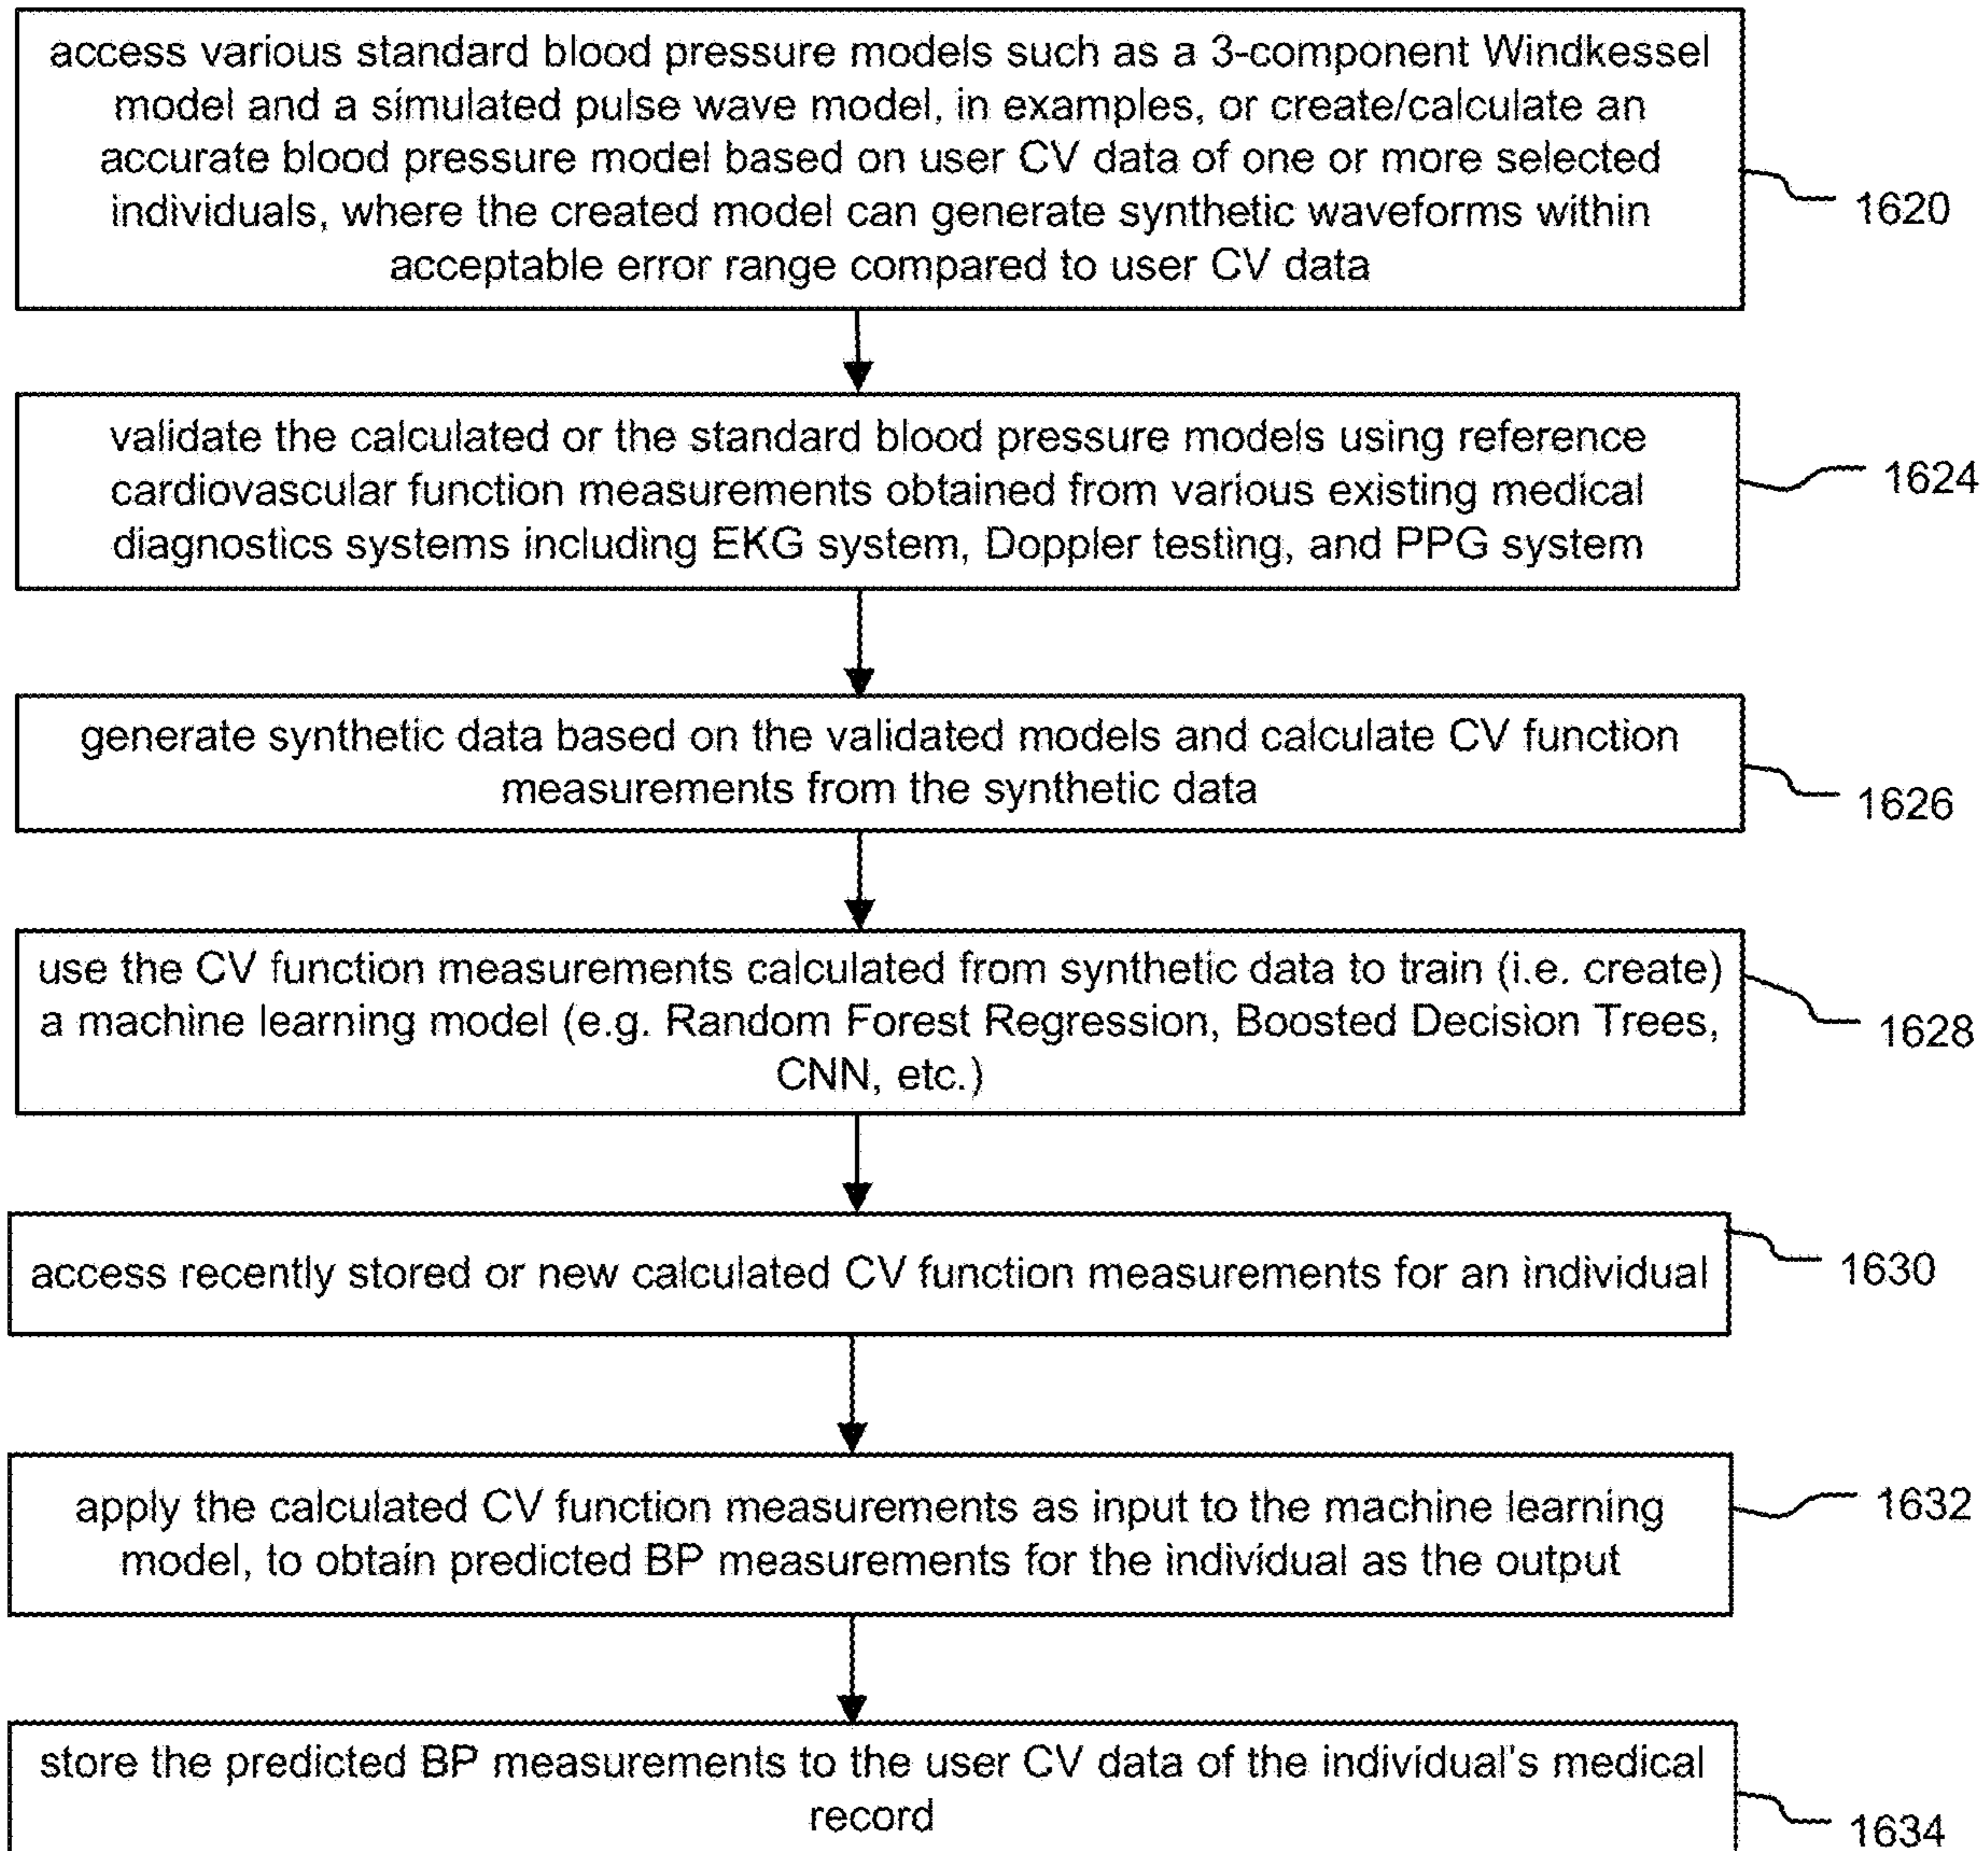 access various standard blood pressure models such as a 3-component Windkessel
model and a simulated pulse wave model, in examples, or create/calculate an
accurate blood pressure model based on user CV data of one or more selected
individuals, where the created model can generate synthetic waveforms within
acceptable error range compared to user CV data
1620
validate the calculated or the standard blood pressure models using reference
cardiovascular function measurements obtained from various existing medical
diagnostics systems including EKG system, Doppler testing, and PPG system
1624
generate synthetic data based on the validated models and calculate CV function
measurements from the synthetic data
1626
use the CV function measurements calculated from synthetic data to train (i.e. create)
a machine learning model (e.g. Random Forest Regression, Boosted Decision Trees,
CNN, etc.)
1628
access recently stored or new calculated CV function measurements for an individual
1630
apply the calculated CV function measurements as input to the machine learning
model, to obtain predicted BP measurements for the individual as the output
1632
store the predicted BP measurements to the user CV data of the individual's medical
record
1634